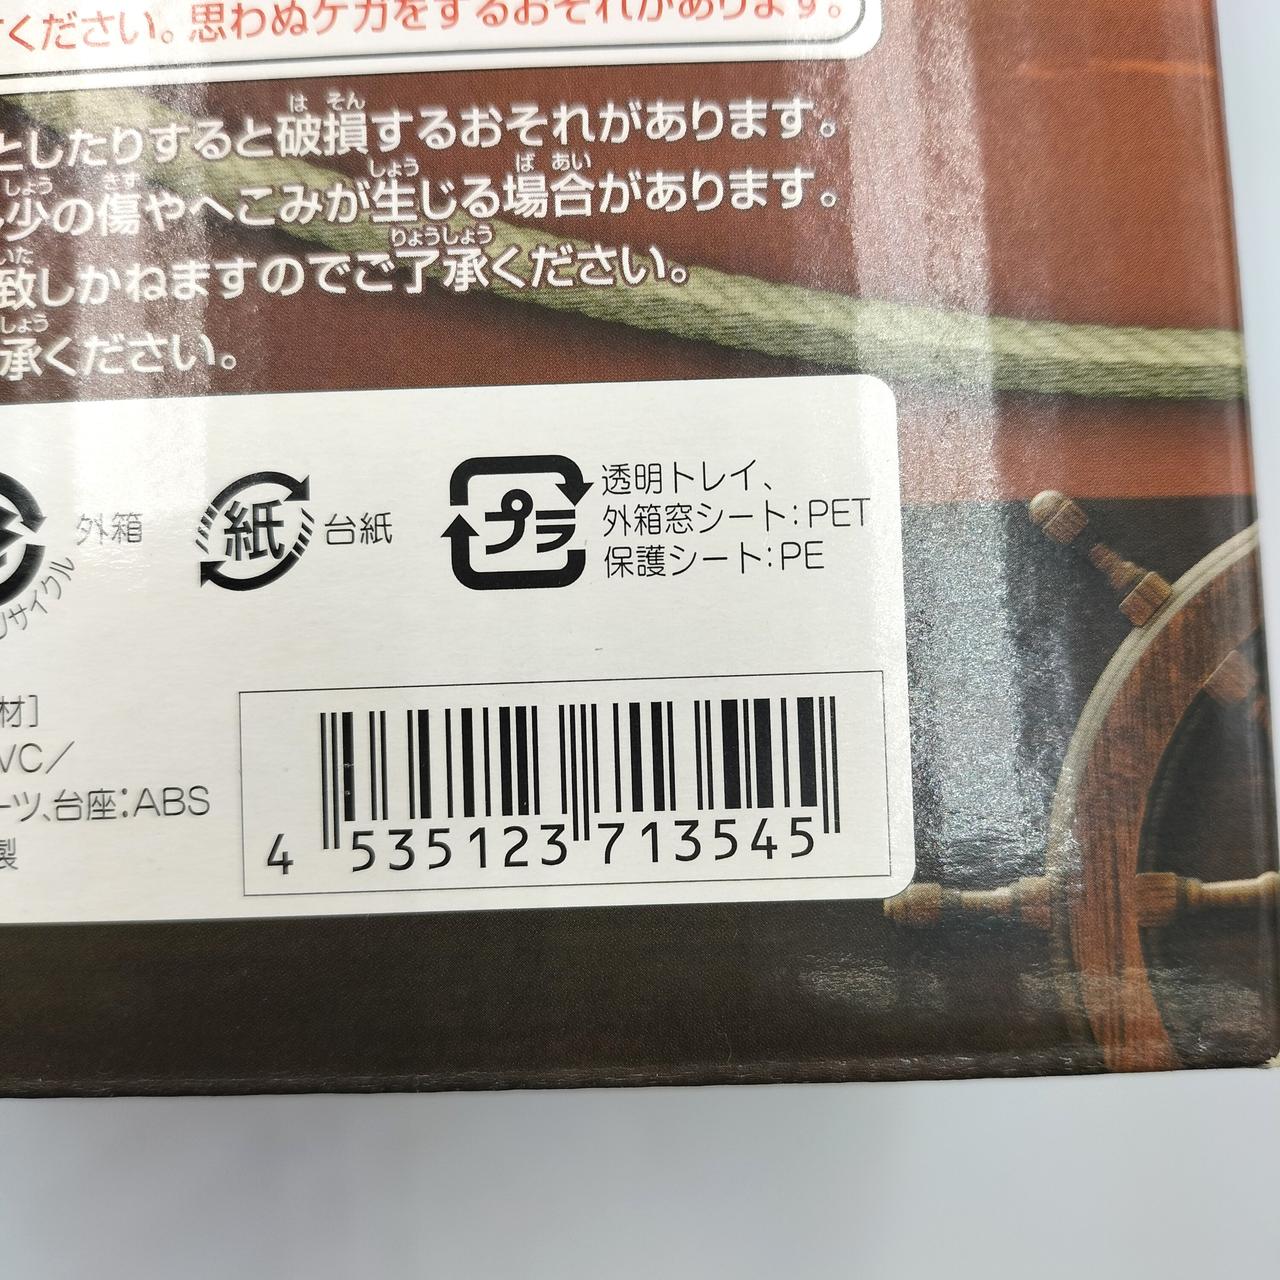 てください。思わぬケガをするおそれがあります。
としたりすると破損するおそれがあります。
少の傷やへこみが生じる場合があります。
致しかねますのでご了承ください。
承ください。
外箱
紙
台紙
プラ
透明トレイ、
外箱窓シート:PET
保護シート:PE
リサイクル
材]
VC/
ーツ、台座:ABS
製
4 535123 713545